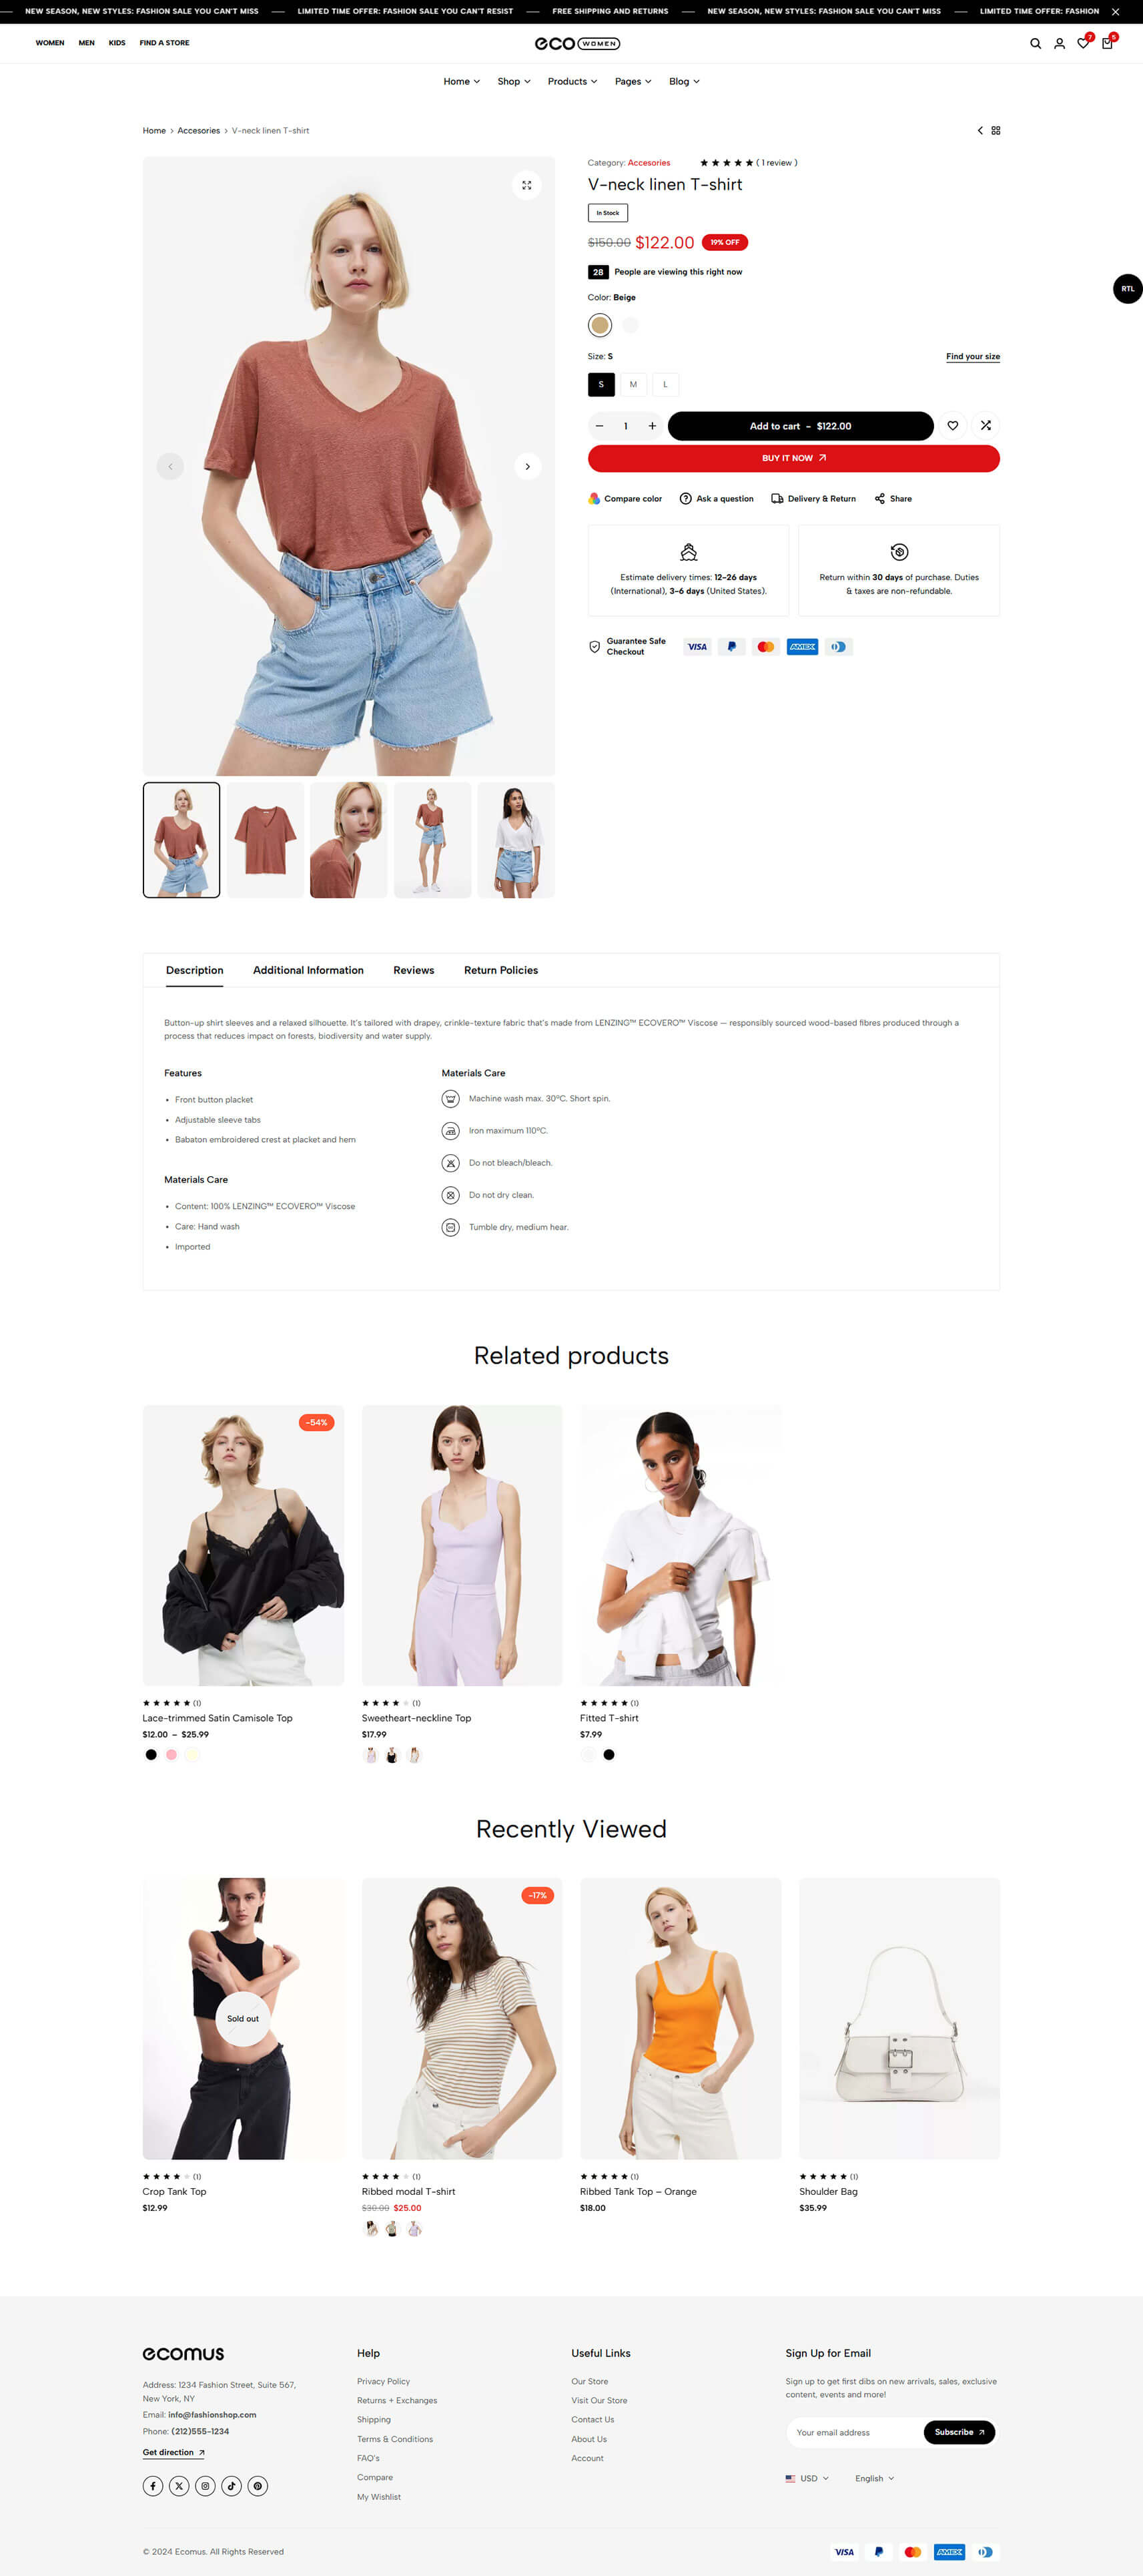 NEW SEASON, NEW STYLES: FASHION SALE YOU CAN'T MISS — LIMITED TIME OFFER: FASHION SALE YOU CAN'T RESIST — FREE SHIPPING AND RETURNS — NEW SEASON, NEW STYLES: FASHION SALE YOU CAN'T MISS — LIMITED TIME OFFER: FASHION
WOMEN MEN KIDS FIND A STORE
eco WOMEN
7 5
Home Shop Products Pages Blog
Home > Accesories > V-neck linen T-shirt
Category: Accesories ( 1 review )
V-neck linen T-shirt
In Stock
$150.00 $122.00 19% OFF
28 People are viewing this right now
RTL
Color: Beige
Size: S Find your size
S M L
− 1 + Add to cart - $122.00
BUY IT NOW
Compare color Ask a question Delivery & Return Share
Estimate delivery times: 12-26 days
(International), 3-6 days (United States).
Return within 30 days of purchase. Duties
& taxes are non-refundable.
Guarantee Safe
Checkout
VISA AMEX
Description Additional Information Reviews Return Policies
Button-up shirt sleeves and a relaxed silhouette. It's tailored with drapey, crinkle-texture fabric that's made from LENZING™ ECOVERO™ Viscose — responsibly sourced wood-based fibres produced through a
process that reduces impact on forests, biodiversity and water supply.
Features
• Front button placket
• Adjustable sleeve tabs
• Babaton embroidered crest at placket and hem
Materials Care
• Content: 100% LENZING™ ECOVERO™ Viscose
• Care: Hand wash
• Imported
Materials Care
Machine wash max. 30ºC. Short spin.
Iron maximum 110ºC.
Do not bleach/bleach.
Do not dry clean.
Tumble dry, medium hear.
Related products
-54%
(1)
Lace-trimmed Satin Camisole Top
$12.00 – $25.99
(1)
Sweetheart-neckline Top
$17.99
(1)
Fitted T-shirt
$7.99
Recently Viewed
Sold out
(1)
Crop Tank Top
$12.99
-17%
(1)
Ribbed modal T-shirt
$30.00 $25.00
(1)
Ribbed Tank Top – Orange
$18.00
(1)
Shoulder Bag
$35.99
ecomus
Address: 1234 Fashion Street, Suite 567,
New York, NY
Email: info@fashionshop.com
Phone: (212)555-1234
Get direction
Help
Privacy Policy
Returns + Exchanges
Shipping
Terms & Conditions
FAQ's
Compare
My Wishlist
Useful Links
Our Store
Visit Our Store
Contact Us
About Us
Account
Sign Up for Email
Sign up to get first dibs on new arrivals, sales, exclusive
content, events and more!
Your email address Subscribe
USD English
© 2024 Ecomus. All Rights Reserved
VISA AMEX